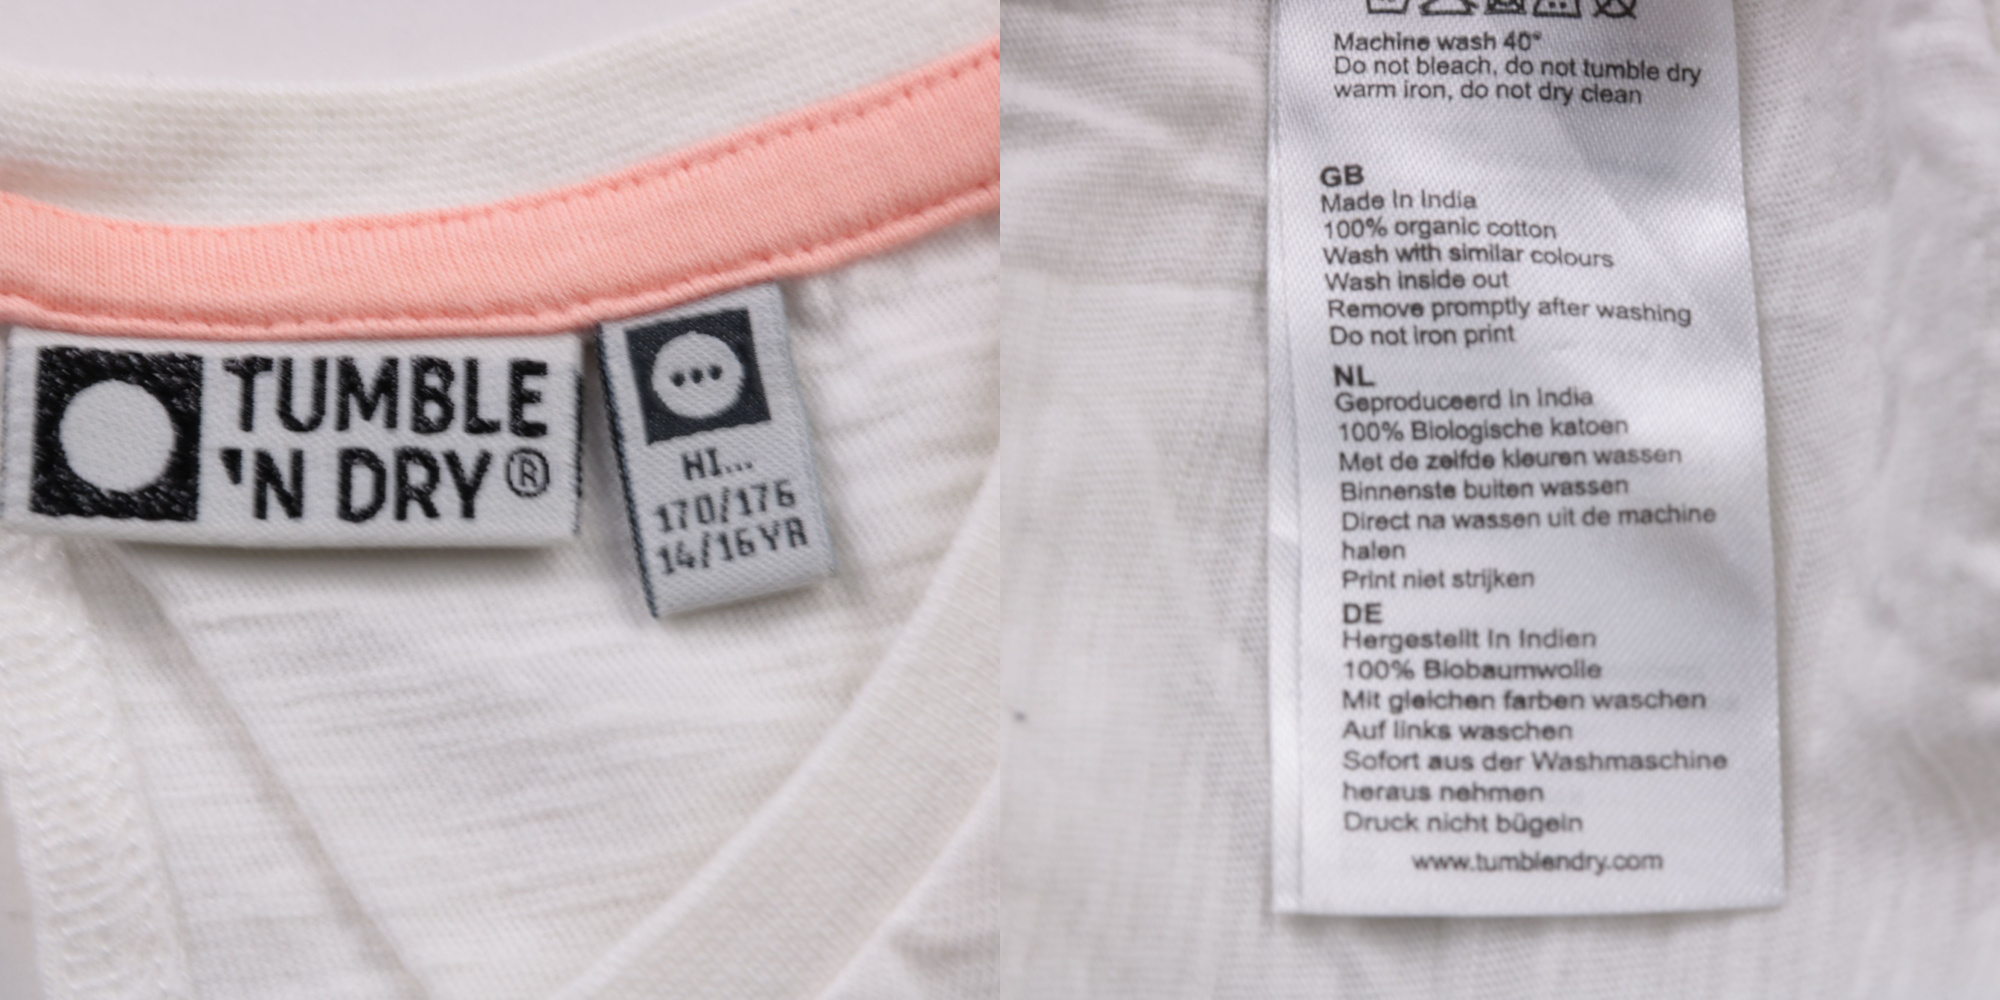 TUMBLE
'N DRY®
HI...
170/176
14/16YR
Machine wash 40°
Do not bleach, do not tumble dry
warm iron, do not dry clean
GB
Made In India
100% organic cotton
Wash with similar colours
Wash inside out
Remove promptly after washing
Do not iron print
NL
Geproduceerd In India
100% Biologische katoen
Met de zelfde kleuren wassen
Binnenste buiten wassen
Direct na wassen uit de machine
halen
Print niet strijken
DE
Hergestellt In Indien
100% Biobaumwolle
Mit gleichen farben waschen
Auf links waschen
Sofort aus der Washmaschine
heraus nehmen
Druck nicht bügeln
www.tumblendry.com